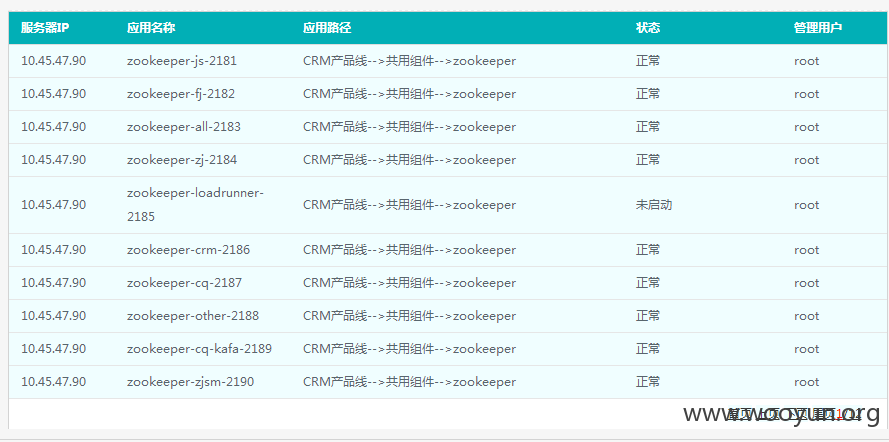 服务器IP 应用名称 应用路径 状态 管理用户
10.45.47.90 zookeeper-js-2181 CRM产品线-->共用组件-->zookeeper 正常 root
10.45.47.90 zookeeper-fj-2182 CRM产品线-->共用组件-->zookeeper 正常 root
10.45.47.90 zookeeper-all-2183 CRM产品线-->共用组件-->zookeeper 正常 root
10.45.47.90 zookeeper-zj-2184 CRM产品线-->共用组件-->zookeeper 正常 root
10.45.47.90 zookeeper-loadrunner-
2185 CRM产品线-->共用组件-->zookeeper 未启动 root
10.45.47.90 zookeeper-crm-2186 CRM产品线-->共用组件-->zookeeper 正常 root
10.45.47.90 zookeeper-cq-2187 CRM产品线-->共用组件-->zookeeper 正常 root
10.45.47.90 zookeeper-other-2188 CRM产品线-->共用组件-->zookeeper 正常 root
10.45.47.90 zookeeper-cq-kafa-2189 CRM产品线-->共用组件-->zookeeper 正常 root
10.45.47.90 zookeeper-zjsm-2190 CRM产品线-->共用组件-->zookeeper 正常 root
www.wooyun.org